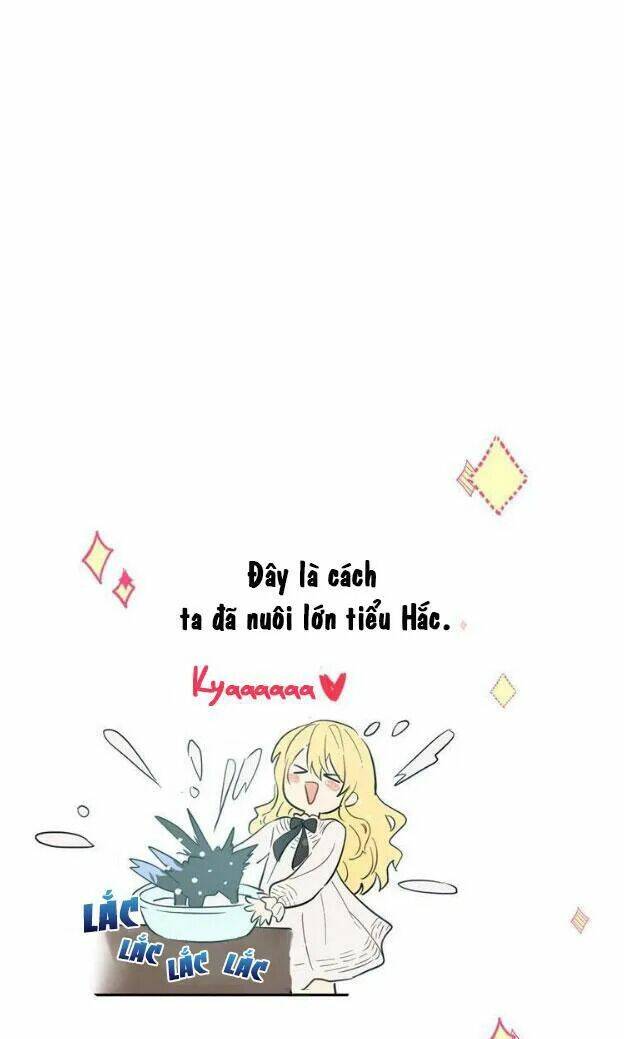 Đây là cách
ta đã nuôi lớn tiểu Hắc.
Kyaaaaaa
LẮC
LẮC LẮC LẮC